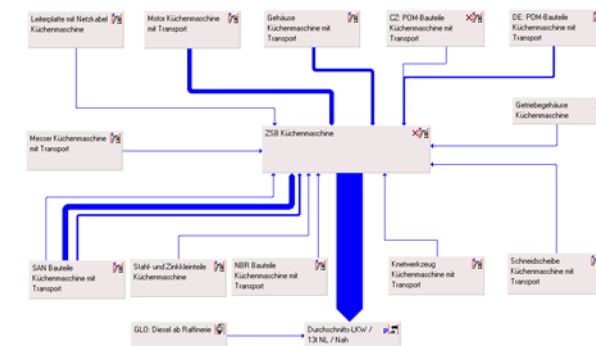 Leiterplatte mit Netzkabel
Küchenmaschine
Motor Küchenmaschine
mit Transport
Gehäuse
Küchenmaschine mit
Transport
CZ: POM-Bauteile
Küchenmaschine mit
Transport
DE: POM-Bauteile
Küchenmaschine mit
Transport
Getriebegehäuse
Küchenmaschine
ZSB Küchenmaschine
Messer Küchenmaschine
mit Transport
SAN Bauteile
Küchenmaschine mit
Transport
Stahl- und Zinkkleinteile
Küchenmaschine
NBR Bauteile
Küchenmaschine mit
Transport
Knetwerkzeug
Küchenmaschine mit
Transport
Schneidscheibe
Küchenmaschine mit
Transport
GLO: Diesel ab Raffinerie
Durchschnitts-LKW /
13t NL / Nah